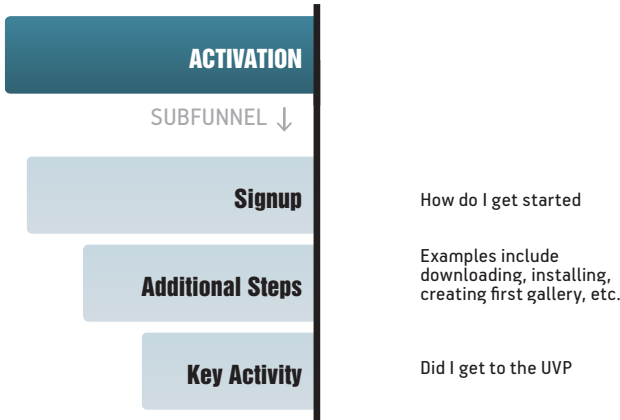 ACTIVATION
SUBFUNNEL ↓
Signup
How do I get started
Additional Steps
Examples include
downloading, installing,
creating first gallery, etc.
Key Activity
Did I get to the UVP